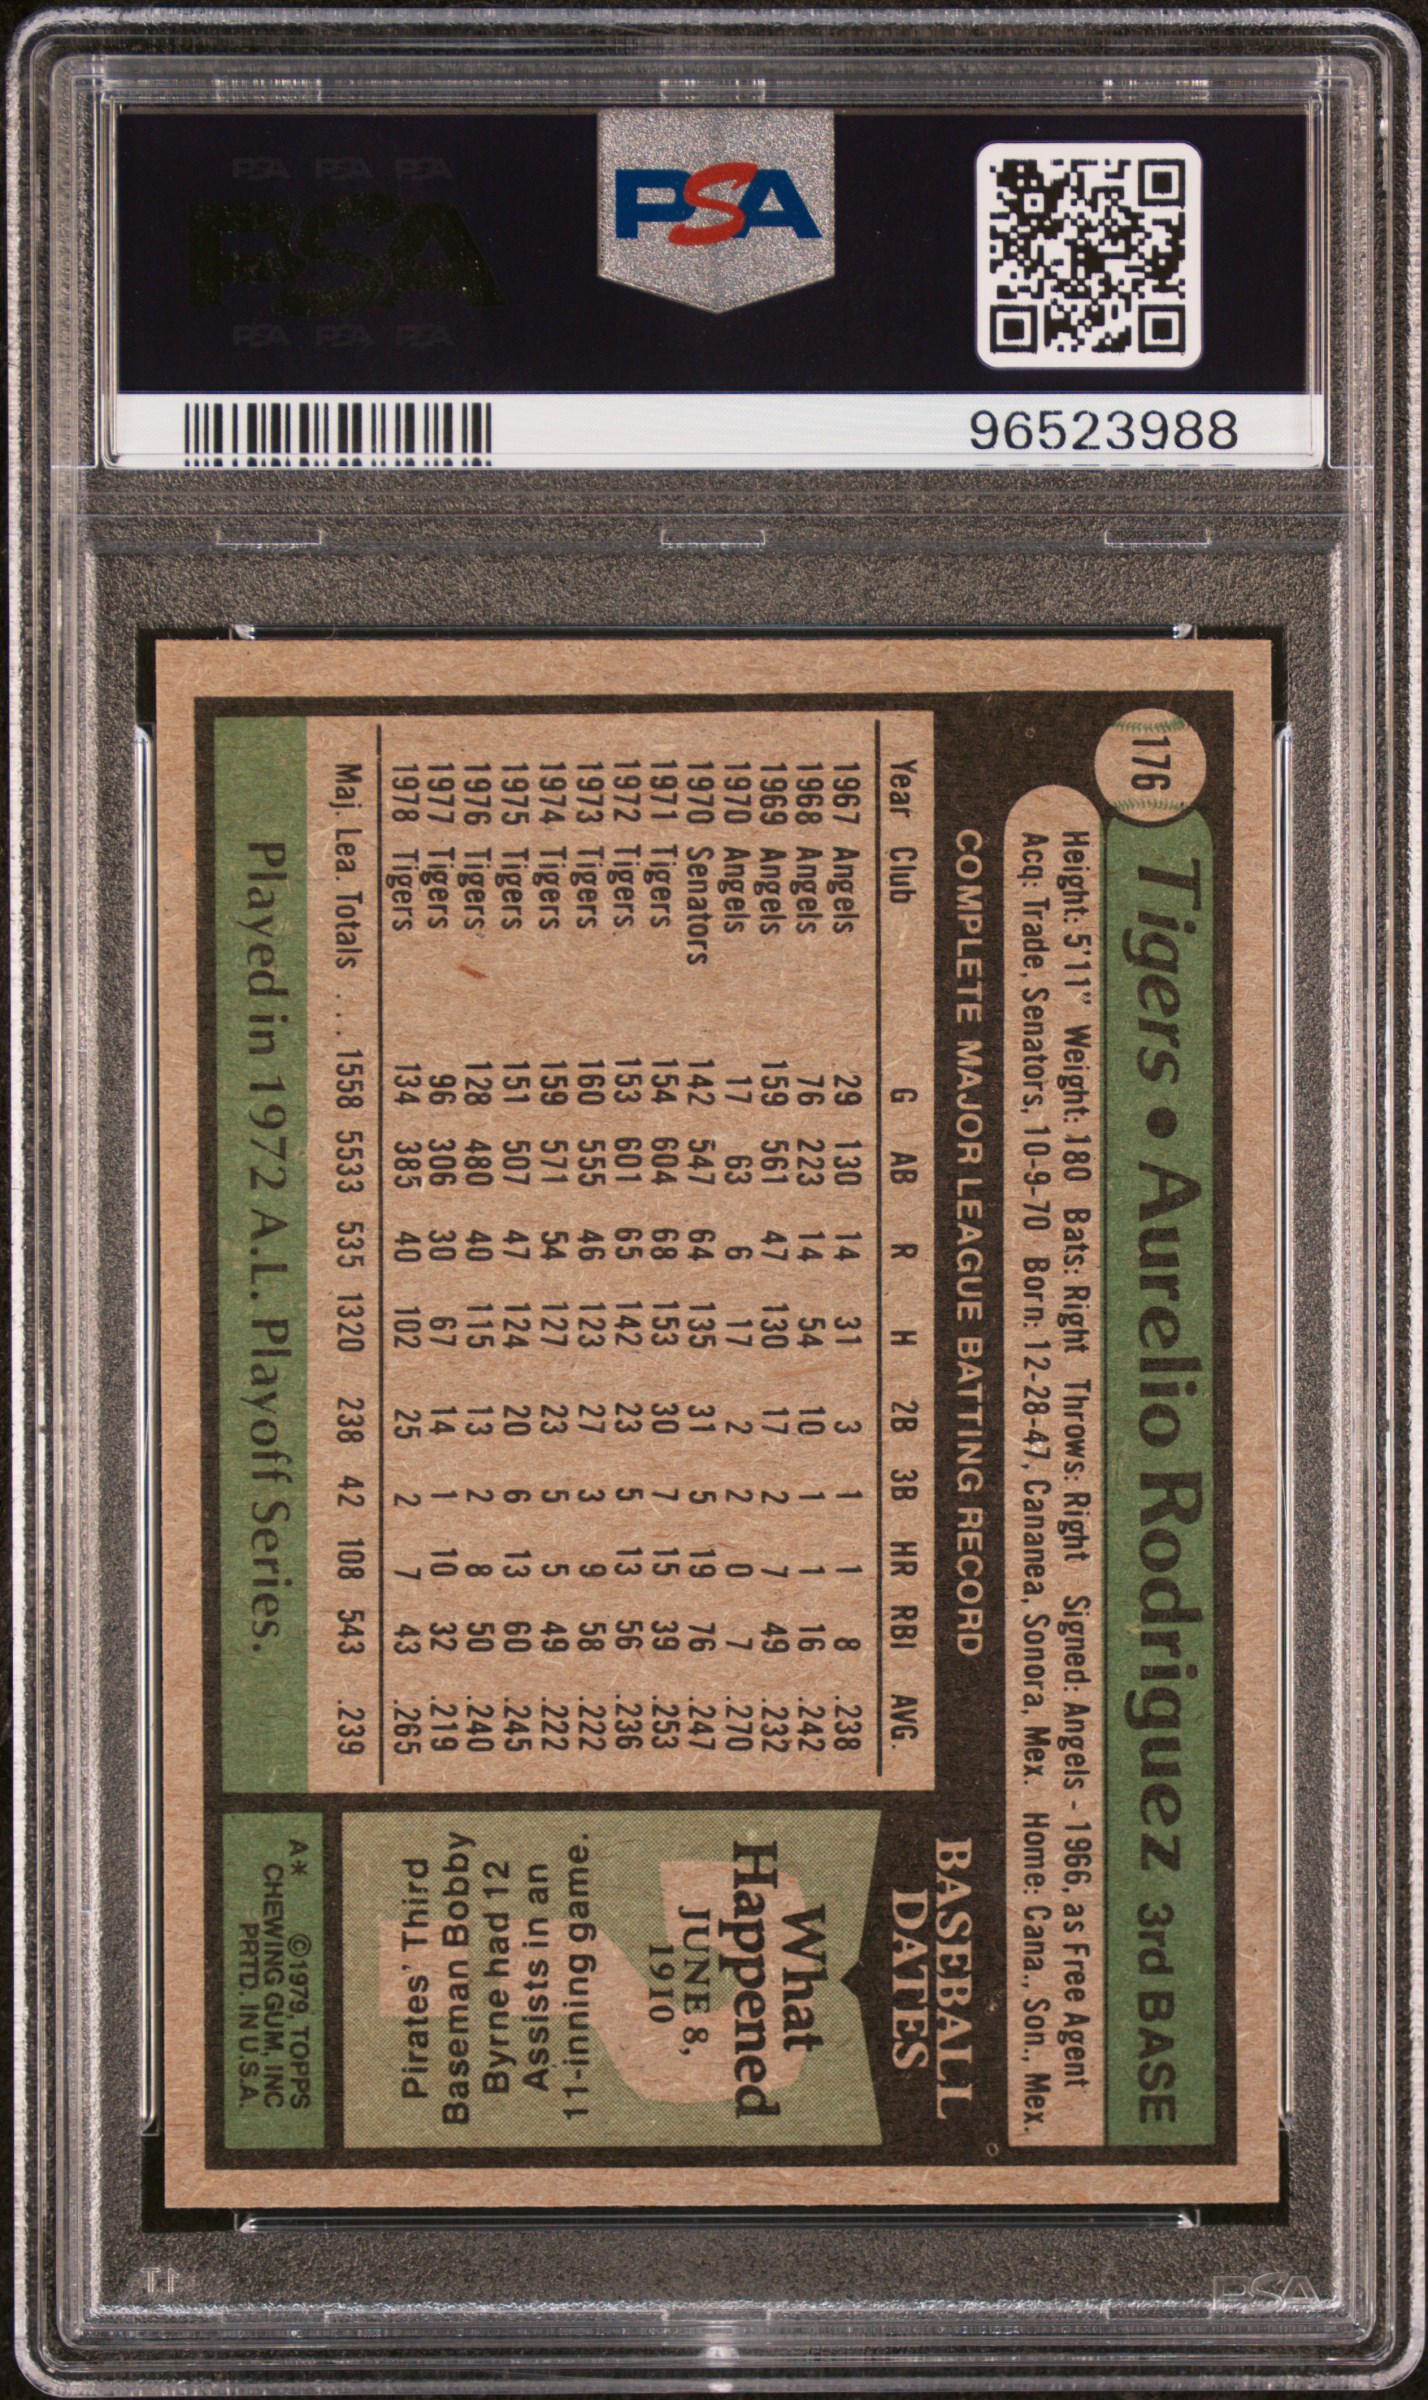 PSA PSA PSA
PSA
PSA PSA PSA
PSA
96523988
176
Tigers • Aurelio Rodriguez 3rd BASE
Height: 5'11" Weight: 180 Bats: Right Throws: Right Signed: Angels - 1966, as Free Agent
Acq: Trade, Senators, 10-9-70 Born: 12-28-47, Cananea, Sonora, Mex. Home: Cana., Son., Mex.
COMPLETE MAJOR LEAGUE BATTING RECORD
Year Club G AB R H 2B 3B HR RBI AVG.
1967 Angels 29 130 14 31 3 1 1 8 .238
1968 Angels 76 223 14 54 10 1 1 16 .242
1969 Angels 159 561 47 130 17 2 7 49 .232
1970 Angels 17 63 6 17 2 2 0 7 .270
1970 Senators 142 547 64 135 31 5 19 76 .247
1971 Tigers 154 604 68 153 30 7 15 39 .253
1972 Tigers 153 601 65 142 23 5 13 56 .236
1973 Tigers 160 555 46 123 27 3 9 58 .222
1974 Tigers 159 571 54 127 23 5 5 49 .222
1975 Tigers 151 507 47 124 20 6 13 60 .245
1976 Tigers 128 480 40 115 13 2 8 50 .240
1977 Tigers 96 306 30 67 14 1 10 32 .219
1978 Tigers 134 385 40 102 25 2 7 43 .265
Maj. Lea. Totals . . . 1558 5533 535 1320 238 42 108 543 .239
Played in 1972 A.L. Playoff Series.
BASEBALL
DATES
What
Happened
JUNE 8,
1910
Pirates' Third
Baseman Bobby
Byrne had 12
Assists in an
11-inning game.
A* ©1979, TOPPS
CHEWING GUM, INC
PRTD. IN U.S.A.
PSA